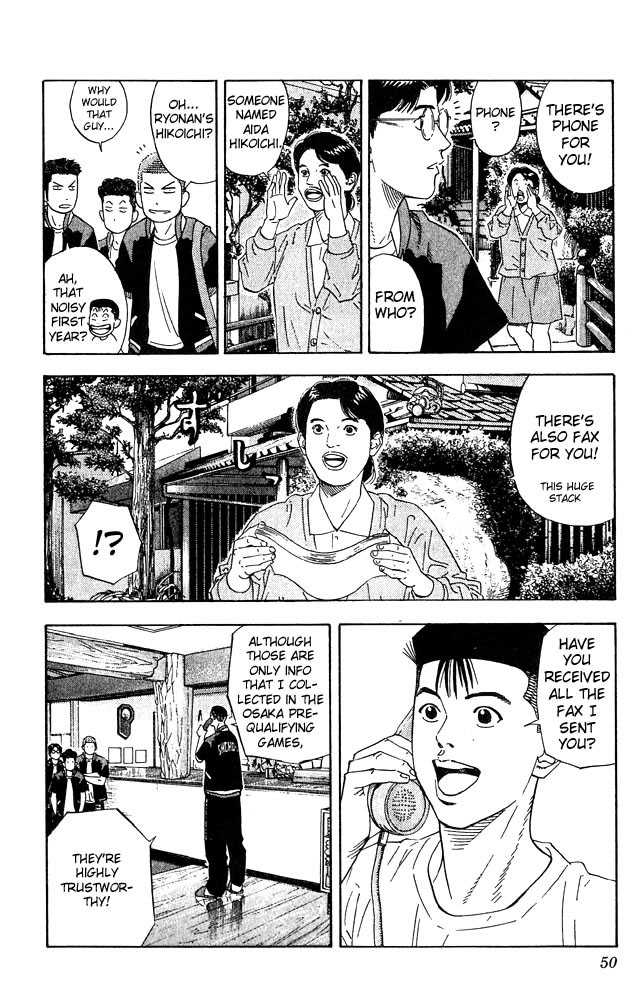 THERE'S
PHONE
FOR
YOU!
PHONE
?
FROM
WHO?
SOMEONE
NAMED
AIDA
HIKOICHI.
OH...
RYONAN'S
HIKOICHI?
WHY
WOULD
THAT
GUY...
AH,
THAT
NOISY
FIRST
YEAR?
THERE'S
ALSO FAX
FOR YOU!
THIS HUGE
STACK
ずしっ
!?
HAVE
YOU
RECEIVED
ALL THE
FAX I
SENT
YOU?
ALTHOUGH
THOSE ARE
ONLY INFO
THAT I COL-
LECTED IN THE
OSAKA PRE-
QUALIFYING
GAMES,
THEY'RE
HIGHLY
TRUSTWOR-
THY!
50